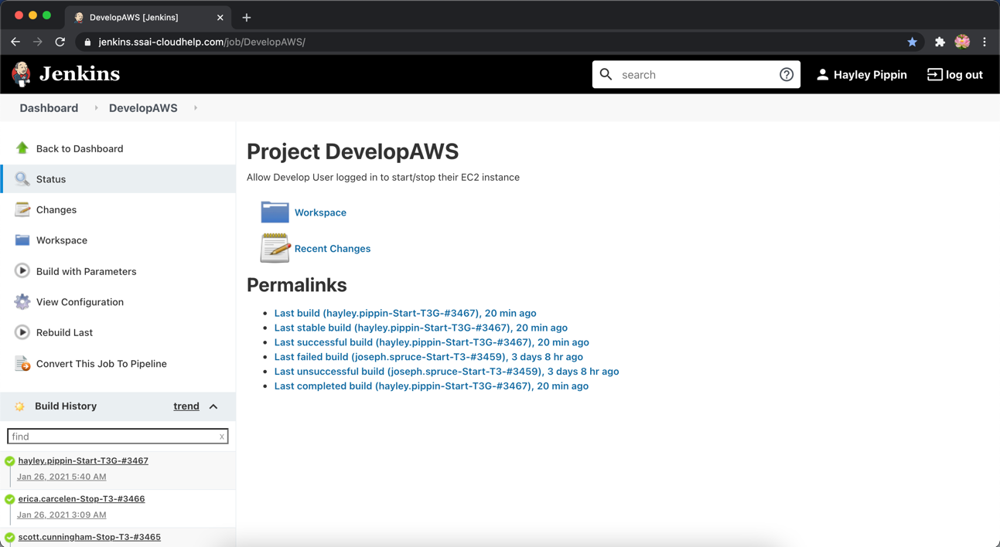 DevelopAWS [Jenkins]
jenkins.ssai-cloudhelp.com/job/DevelopAWS/
Jenkins
search
Hayley Pippin
log out
Dashboard
DevelopAWS
Back to Dashboard
Status
Changes
Workspace
Build with Parameters
View Configuration
Rebuild Last
Convert This Job To Pipeline
Build History trend
find x
hayley.pippin-Start-T3G-#3467
Jan 26, 2021 5:40 AM
erica.carcelen-Stop-T3-#3466
Jan 26, 2021 3:09 AM
scott.cunningham-Stop-T3-#3465
Project DevelopAWS
Allow Develop User logged in to start/stop their EC2 instance
Workspace
Recent Changes
Permalinks
Last build (hayley.pippin-Start-T3G-#3467), 20 min ago
Last stable build (hayley.pippin-Start-T3G-#3467), 20 min ago
Last successful build (hayley.pippin-Start-T3G-#3467), 20 min ago
Last failed build (joseph.spruce-Start-T3-#3459), 3 days 8 hr ago
Last unsuccessful build (joseph.spruce-Start-T3-#3459), 3 days 8 hr ago
Last completed build (hayley.pippin-Start-T3G-#3467), 20 min ago